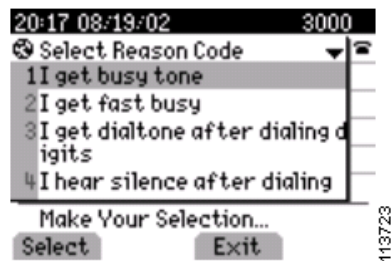 20:17 08/19/02 3000
Select Reason Code
1 I get busy tone
2 I get fast busy
3 I get dialtone after dialing d
igits
4 I hear silence after dialing
Make Your Selection...
Select Exit
113723